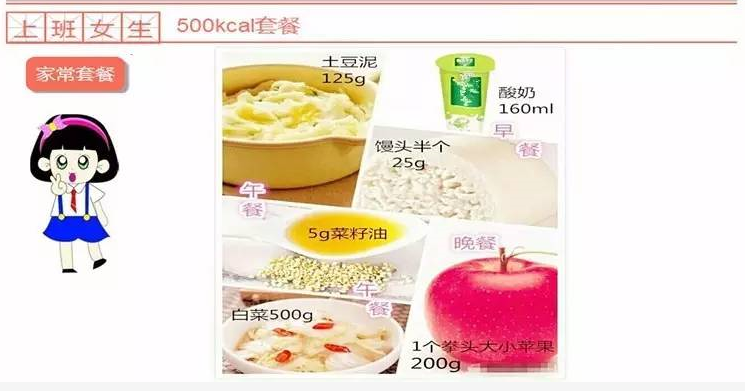 上班女生
500kcal套餐
家常套餐
土豆泥
125g
酸奶
160ml
早餐
馒头半个
25g
午餐
5g菜籽油
晚餐
午餐
白菜500g
1个拳头大小苹果
200g